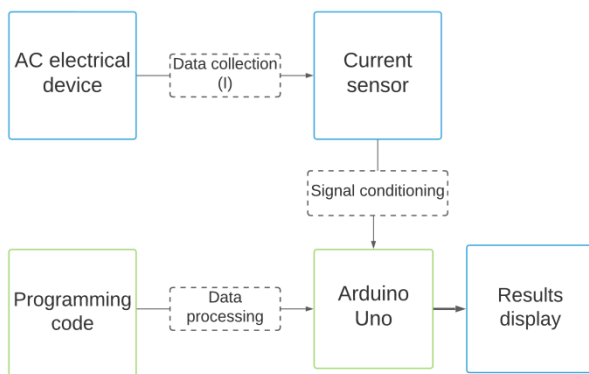 AC electrical
device
Data collection
(I)
Current
sensor
Signal conditioning
Programming
code
Data
processing
Arduino
Uno
Results
display